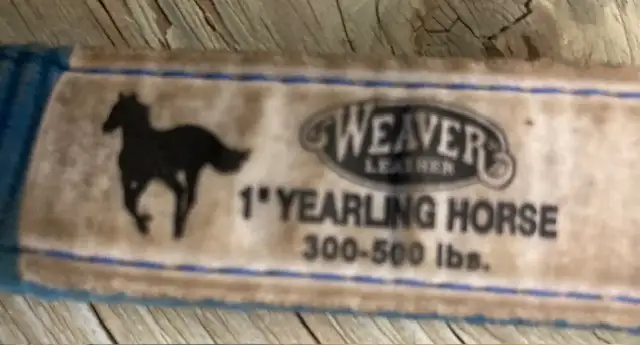 WEAVER
LEATHER
1" YEARLING HORSE
300-500 lbs.